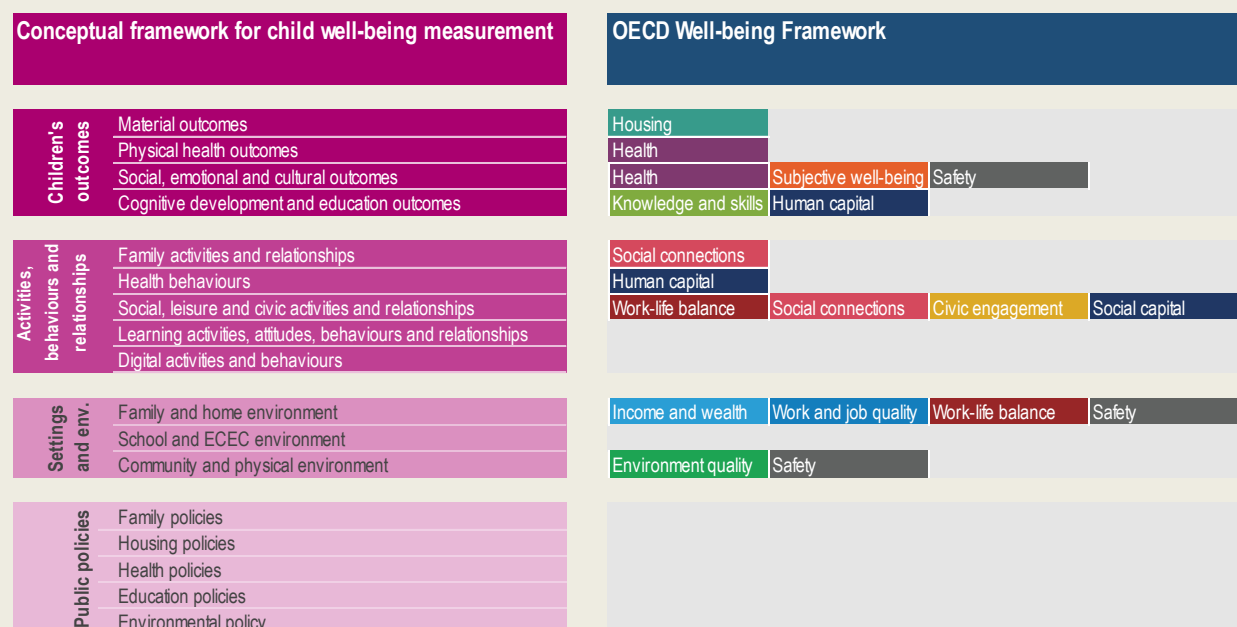 Conceptual framework for child well-being measurement
OECD Well-being Framework
Children's
outcomes
Material outcomes
Housing
Physical health outcomes
Health
Social, emotional and cultural outcomes
Health
Subjective well-being
Safety
Cognitive development and education outcomes
Knowledge and skills
Human capital
Activities,
behaviours and
relationships
Family activities and relationships
Social connections
Health behaviours
Human capital
Social, leisure and civic activities and relationships
Work-life balance
Social connections
Civic engagement
Social capital
Learning activities, attitudes, behaviours and relationships
Digital activities and behaviours
Settings
and env.
Family and home environment
Income and wealth
Work and job quality
Work-life balance
Safety
School and ECEC environment
Community and physical environment
Environment quality
Safety
Public policies
Family policies
Housing policies
Health policies
Education policies
Environmental policy